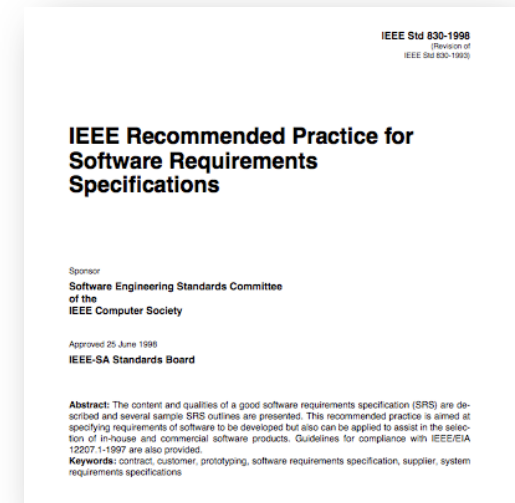 IEEE Std 830-1998
(Revision of
IEEE Std 830-1993)
IEEE Recommended Practice for
Software Requirements
Specifications
Sponsor
Software Engineering Standards Committee
of the
IEEE Computer Society
Approved 25 June 1998
IEEE-SA Standards Board
Abstract: The content and qualities of a good software requirements specification (SRS) are de-
scribed and several sample SRS outlines are presented. This recommended practice is aimed at
specifying requirements of software to be developed but also can be applied to assist in the selec-
tion of in-house and commercial software products. Guidelines for compliance with IEEE/EIA
12207.1-1997 are also provided.
Keywords: contract, customer, prototyping, software requirements specification, supplier, system
requirements specifications